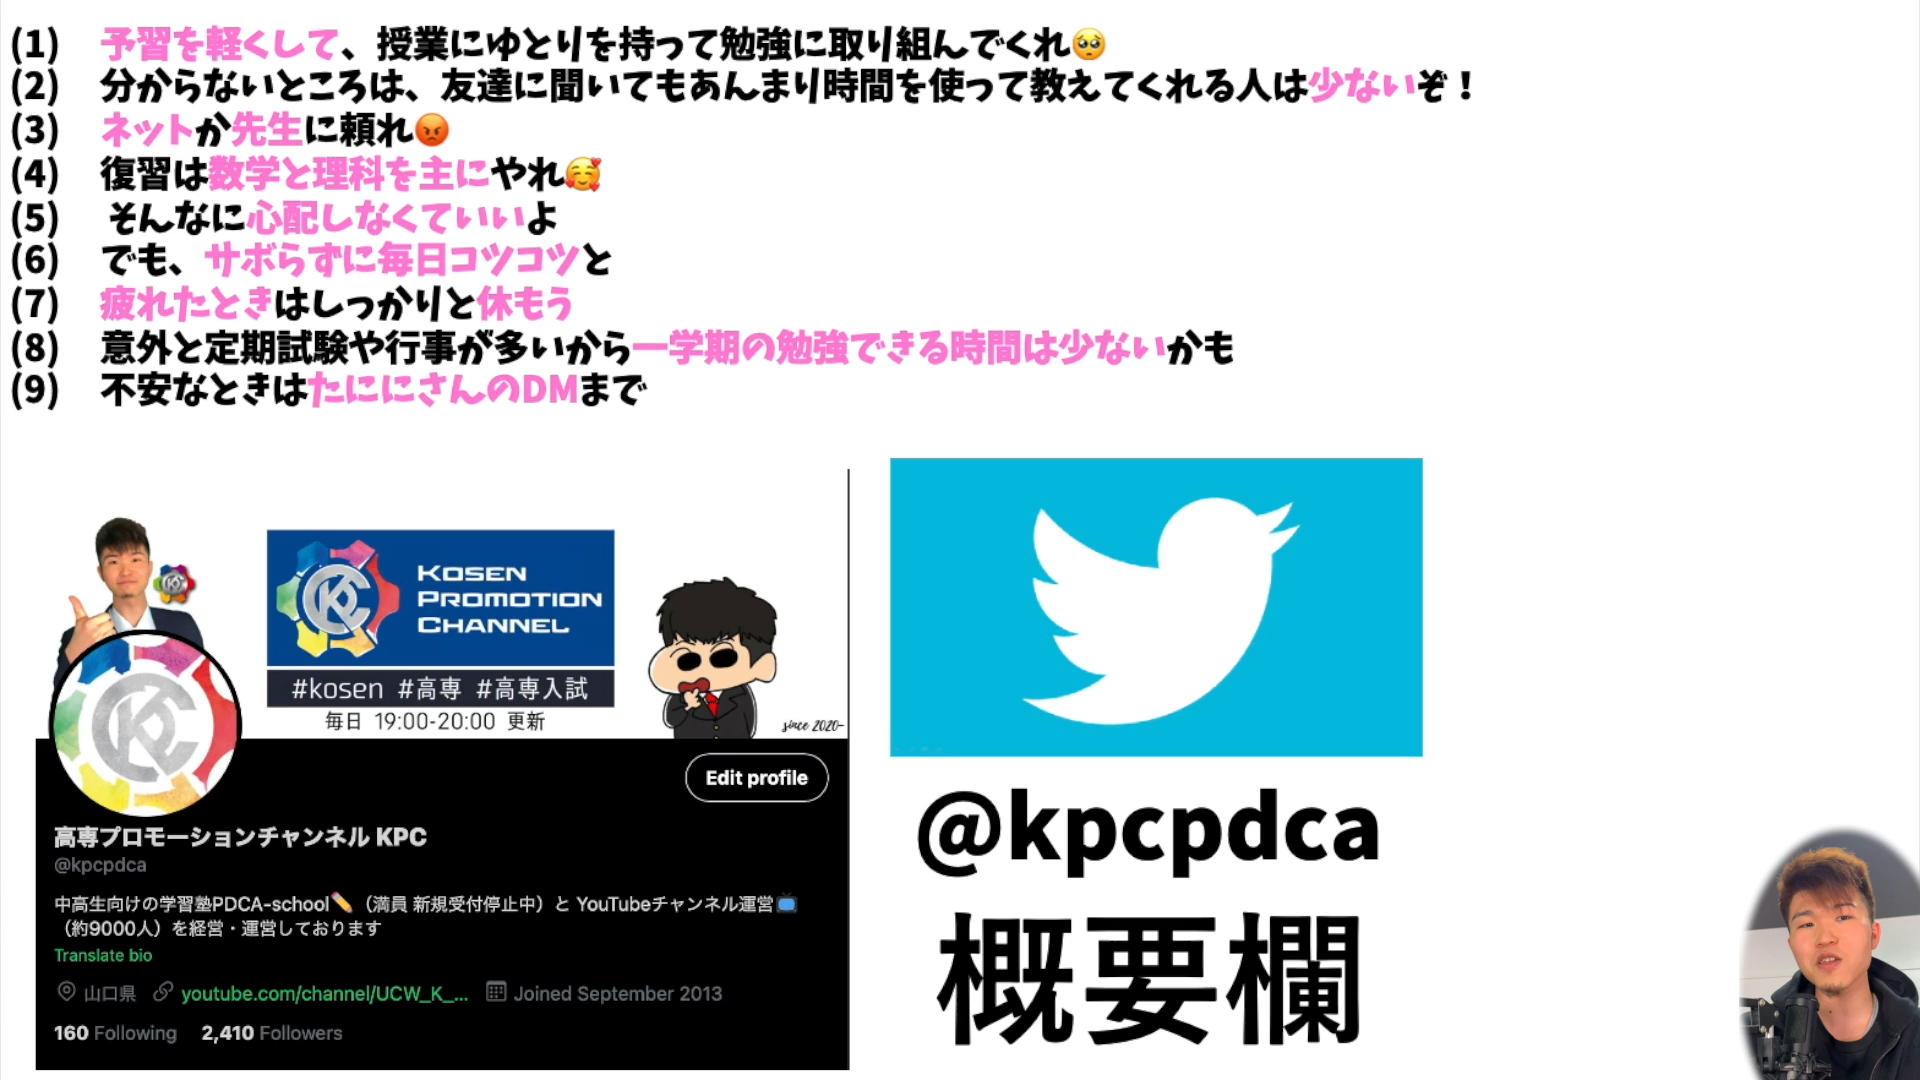 (1) 予習を軽くして、授業にゆとりを持って勉強に取り組んでくれ🥺
(2) 分からないところは、友達に聞いてもあんまり時間を使って教えてくれる人は少ないぞ！
(3) ネットか先生に頼れ😡
(4) 復習は数学と理科を主にやれ🥰
(5) そんなに心配しなくていいよ
(6) でも、サボらずに毎日コツコツと
(7) 疲れたときはしっかりと休もう
(8) 意外と定期試験や行事が多いから一学期の勉強できる時間は少ないかも
(9) 不安なときはたににさんのDMまで
KPC
KOSEN
PROMOTION
CHANNEL
#kosen #高専 #高専入試
毎日 19:00-20:00 更新
since 2020-
KPC
Edit profile
高専プロモーションチャンネル KPC
@kpcpdca
中高生向けの学習塾PDCA-school✏️（満員 新規受付停止中）と YouTubeチャンネル運営📺
（約9000人）を経営・運営しております
Translate bio
山口県 youtube.com/channel/UCW_K_... Joined September 2013
160 Following 2,410 Followers
@kpcpdca
概要欄